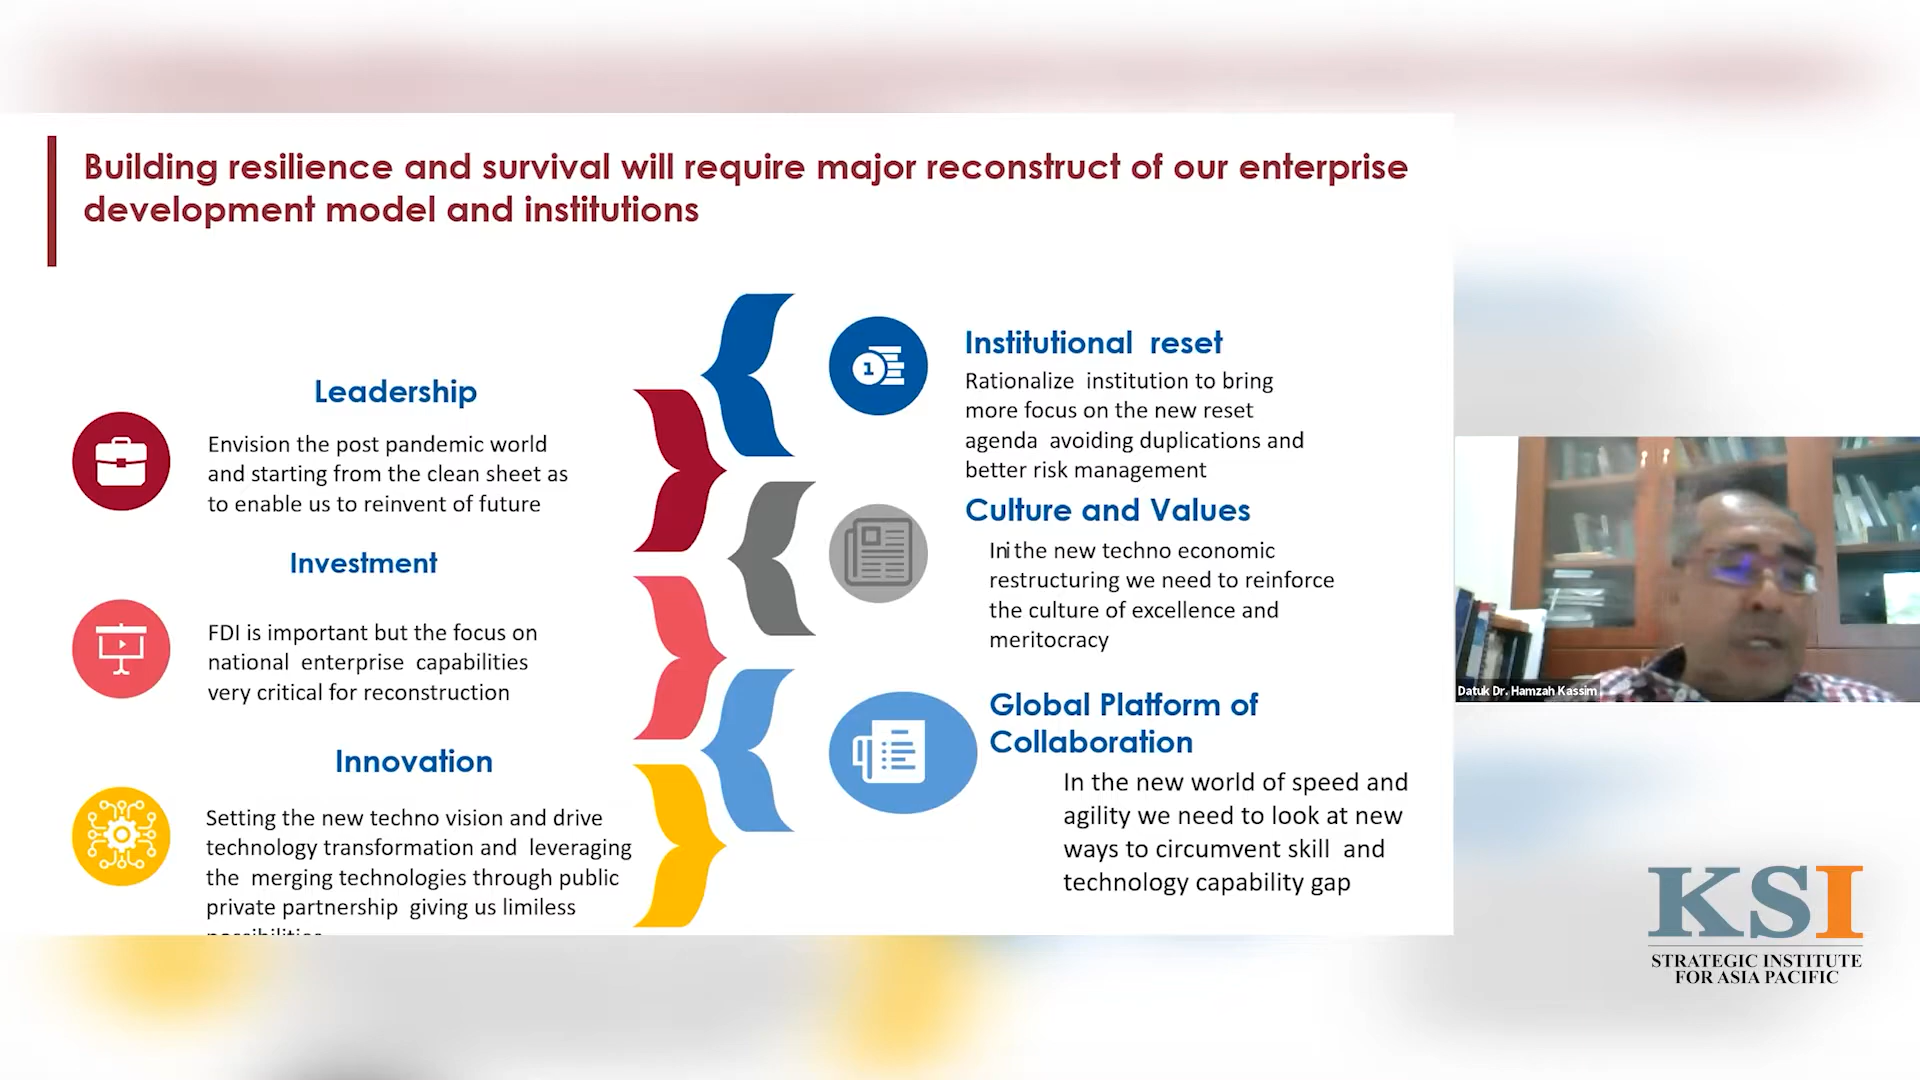 Building resilience and survival will require major reconstruct of our enterprise
development model and institutions
Leadership
Envision the post pandemic world
and starting from the clean sheet as
to enable us to reinvent of future
Investment
FDI is important but the focus on
national enterprise capabilities
very critical for reconstruction
Innovation
Setting the new techno vision and drive
technology transformation and leveraging
the merging technologies through public
private partnership giving us limiless
1
Institutional reset
Rationalize institution to bring
more focus on the new reset
agenda avoiding duplications and
better risk management
Culture and Values
the new techno economic
restructuring we need to reinforce
the culture of excellence and
meritocracy
Global Platform of
Collaboration
In the new world of speed and
agility we need to look at new
ways to circumvent skill and
technology capability gap
Datuk Dr. Hamzah Kassim
KSI
STRATEGIC INSTITUTE
FOR ASIA PACIFIC